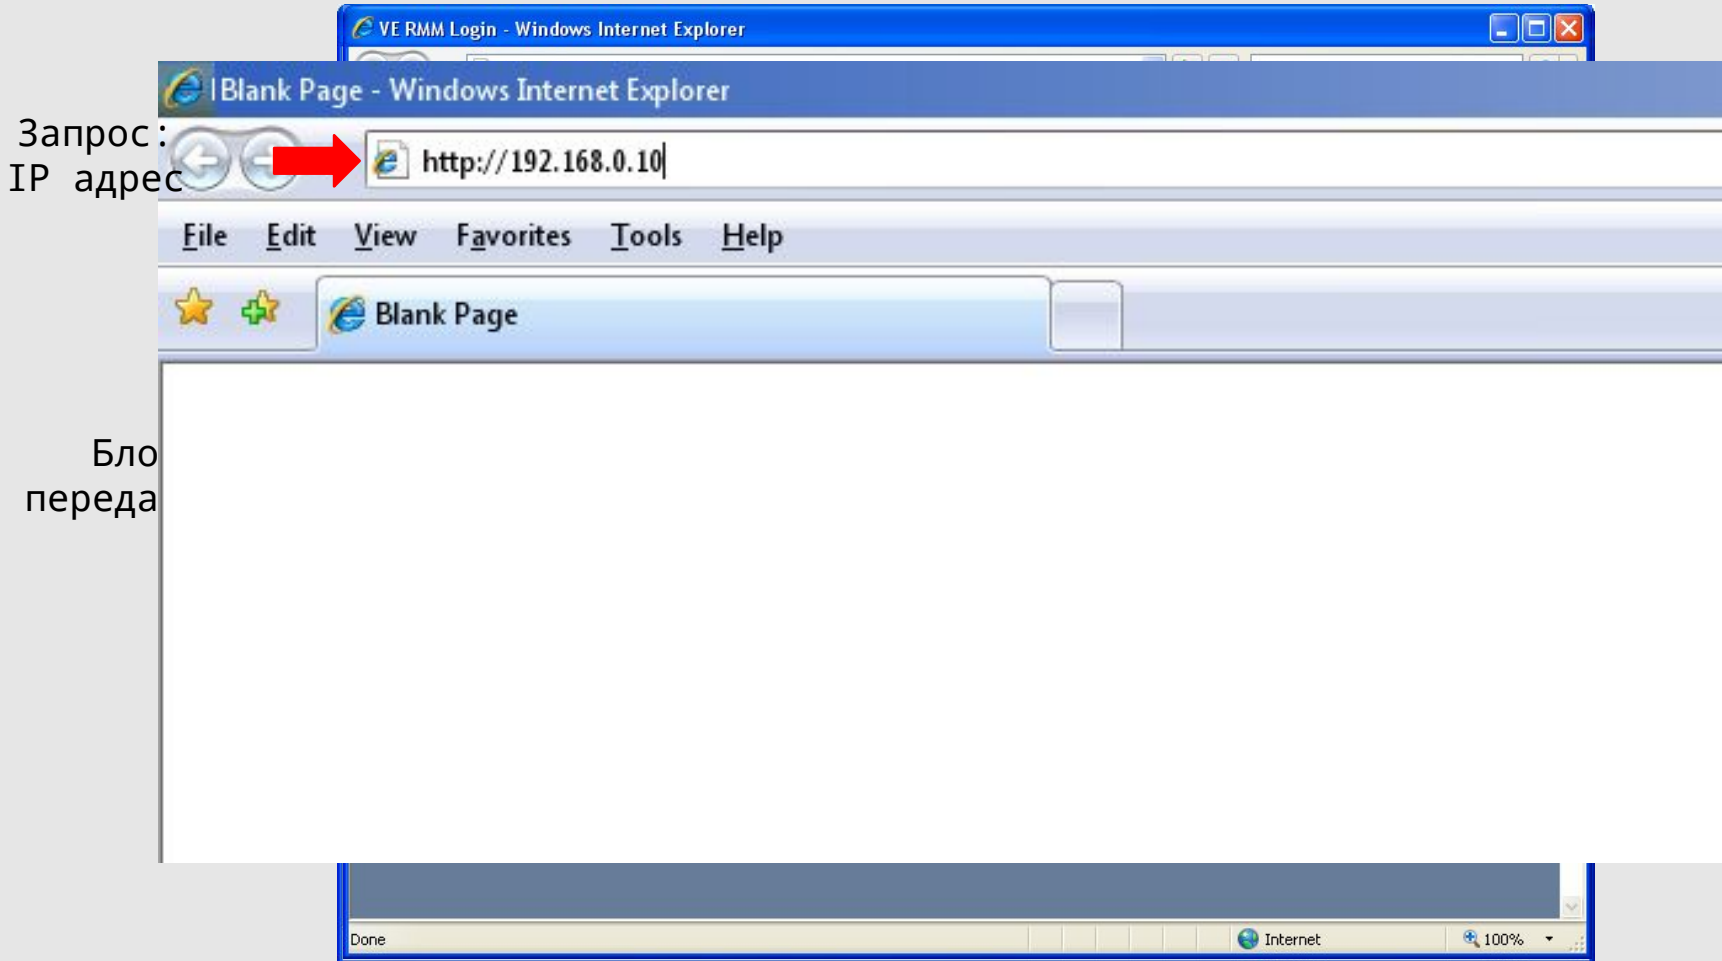 VE RMM Login - Windows Internet Explorer
Blank Page - Windows Internet Explorer
Запрос:
IP адрес
http://192.168.0.10
File Edit View Favorites Tools Help
Blank Page
Бло
переда
Done
Internet
100%